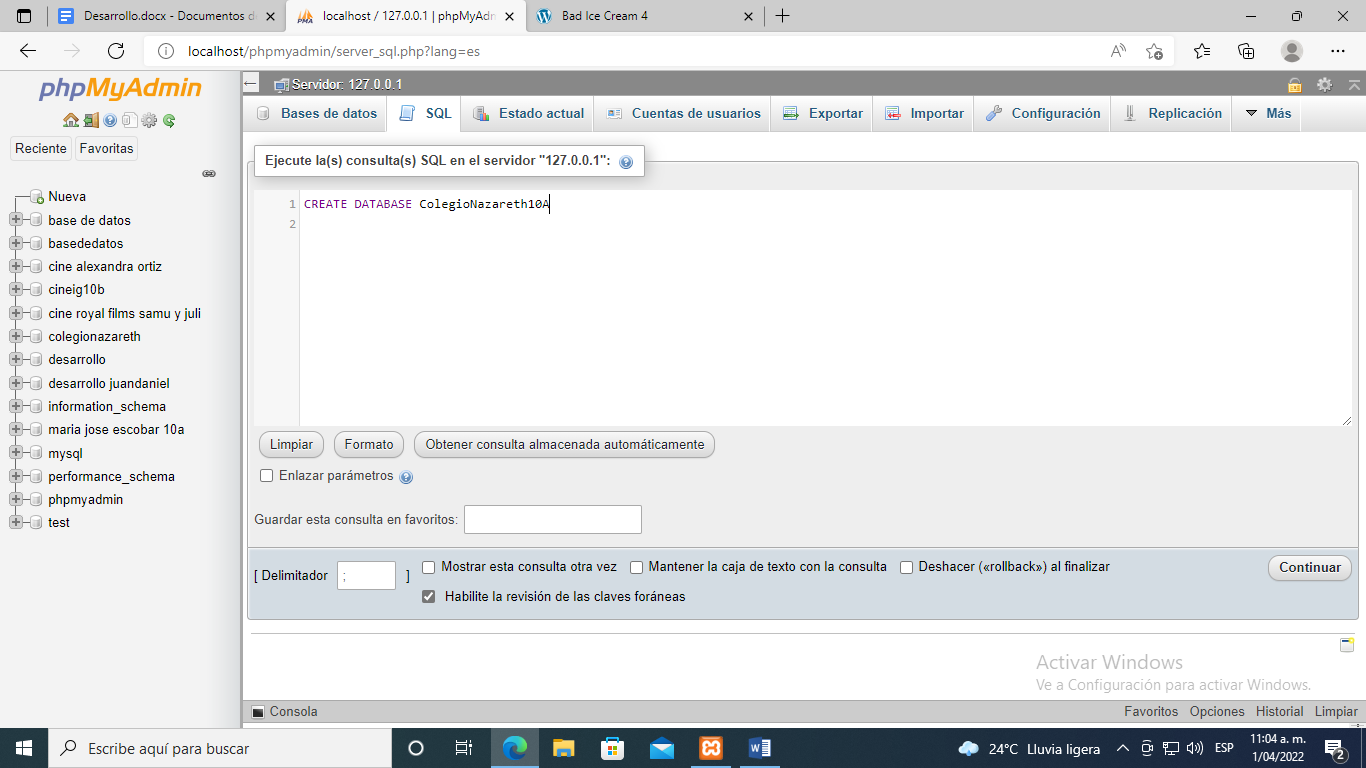 Desarrollo.docx - Documentos d
localhost / 127.0.0.1 | phpMyAdm
Bad Ice Cream 4
localhost/phpmyadmin/server_sql.php?lang=es
phpMyAdmin
Reciente Favoritas
Nueva
base de datos
basededatos
cine alexandra ortiz
cineig10b
cine royal films samu y juli
colegionazareth
desarrollo
desarrollo juandaniel
information_schema
maria jose escobar 10a
mysql
performance_schema
phpmyadmin
test
Servidor: 127.0.0.1
Bases de datos SQL Estado actual Cuentas de usuarios Exportar Importar Configuración Replicación Más
Ejecute la(s) consulta(s) SQL en el servidor "127.0.0.1":
1 CREATE DATABASE ColegioNazareth10A
2
Limpiar Formato Obtener consulta almacenada automáticamente
Enlazar parámetros
Guardar esta consulta en favoritos:
[ Delimitador ; ] Mostrar esta consulta otra vez Mantener la caja de texto con la consulta Deshacer («rollback») al finalizar Continuar
Habilite la revisión de las claves foráneas
Activar Windows
Ve a Configuración para activar Windows.
Consola Favoritos Opciones Historial Limpiar
Escribe aquí para buscar
24°C Lluvia ligera
ESP
11:04 a. m.
1/04/2022
2